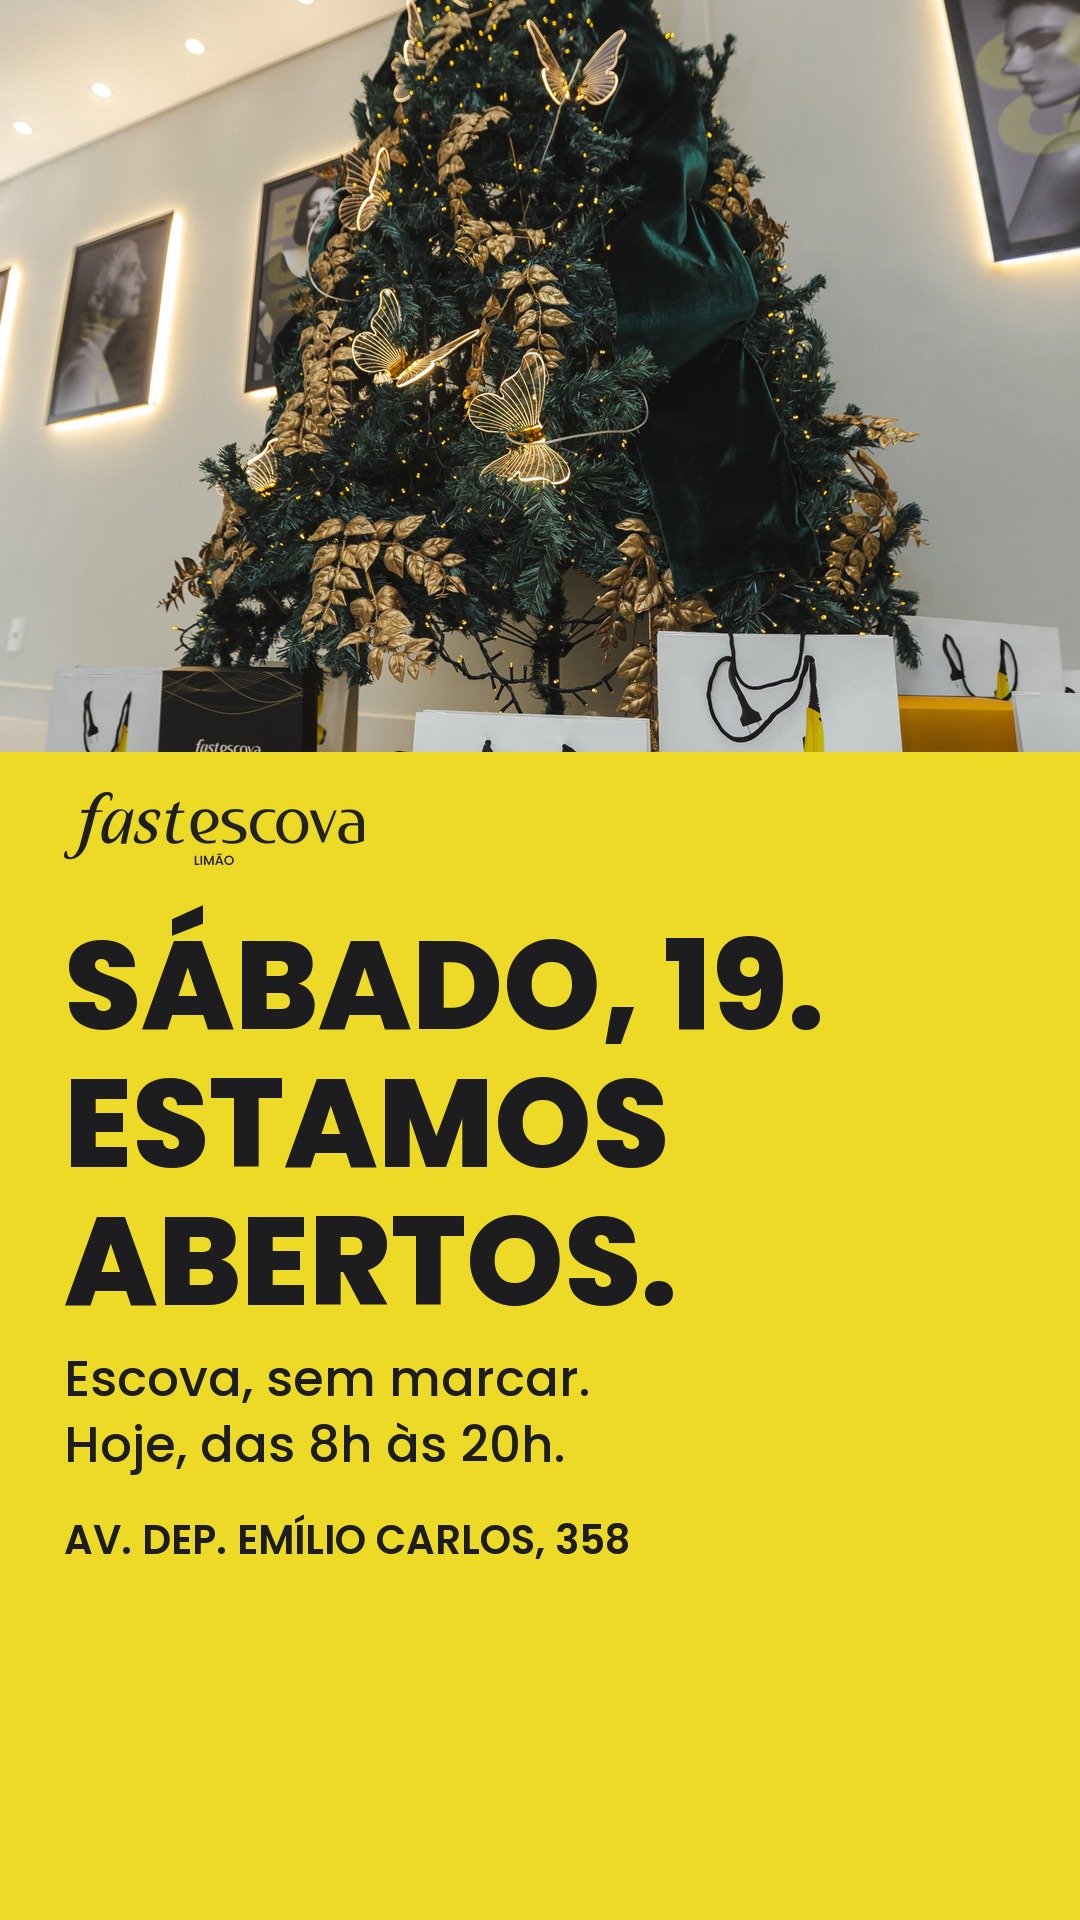 fastescova
fastescova
LIMÃO
SÁBADO, 19.
ESTAMOS
ABERTOS.
Escova, sem marcar.
Hoje, das 8h às 20h.
AV. DEP. EMÍLIO CARLOS, 358